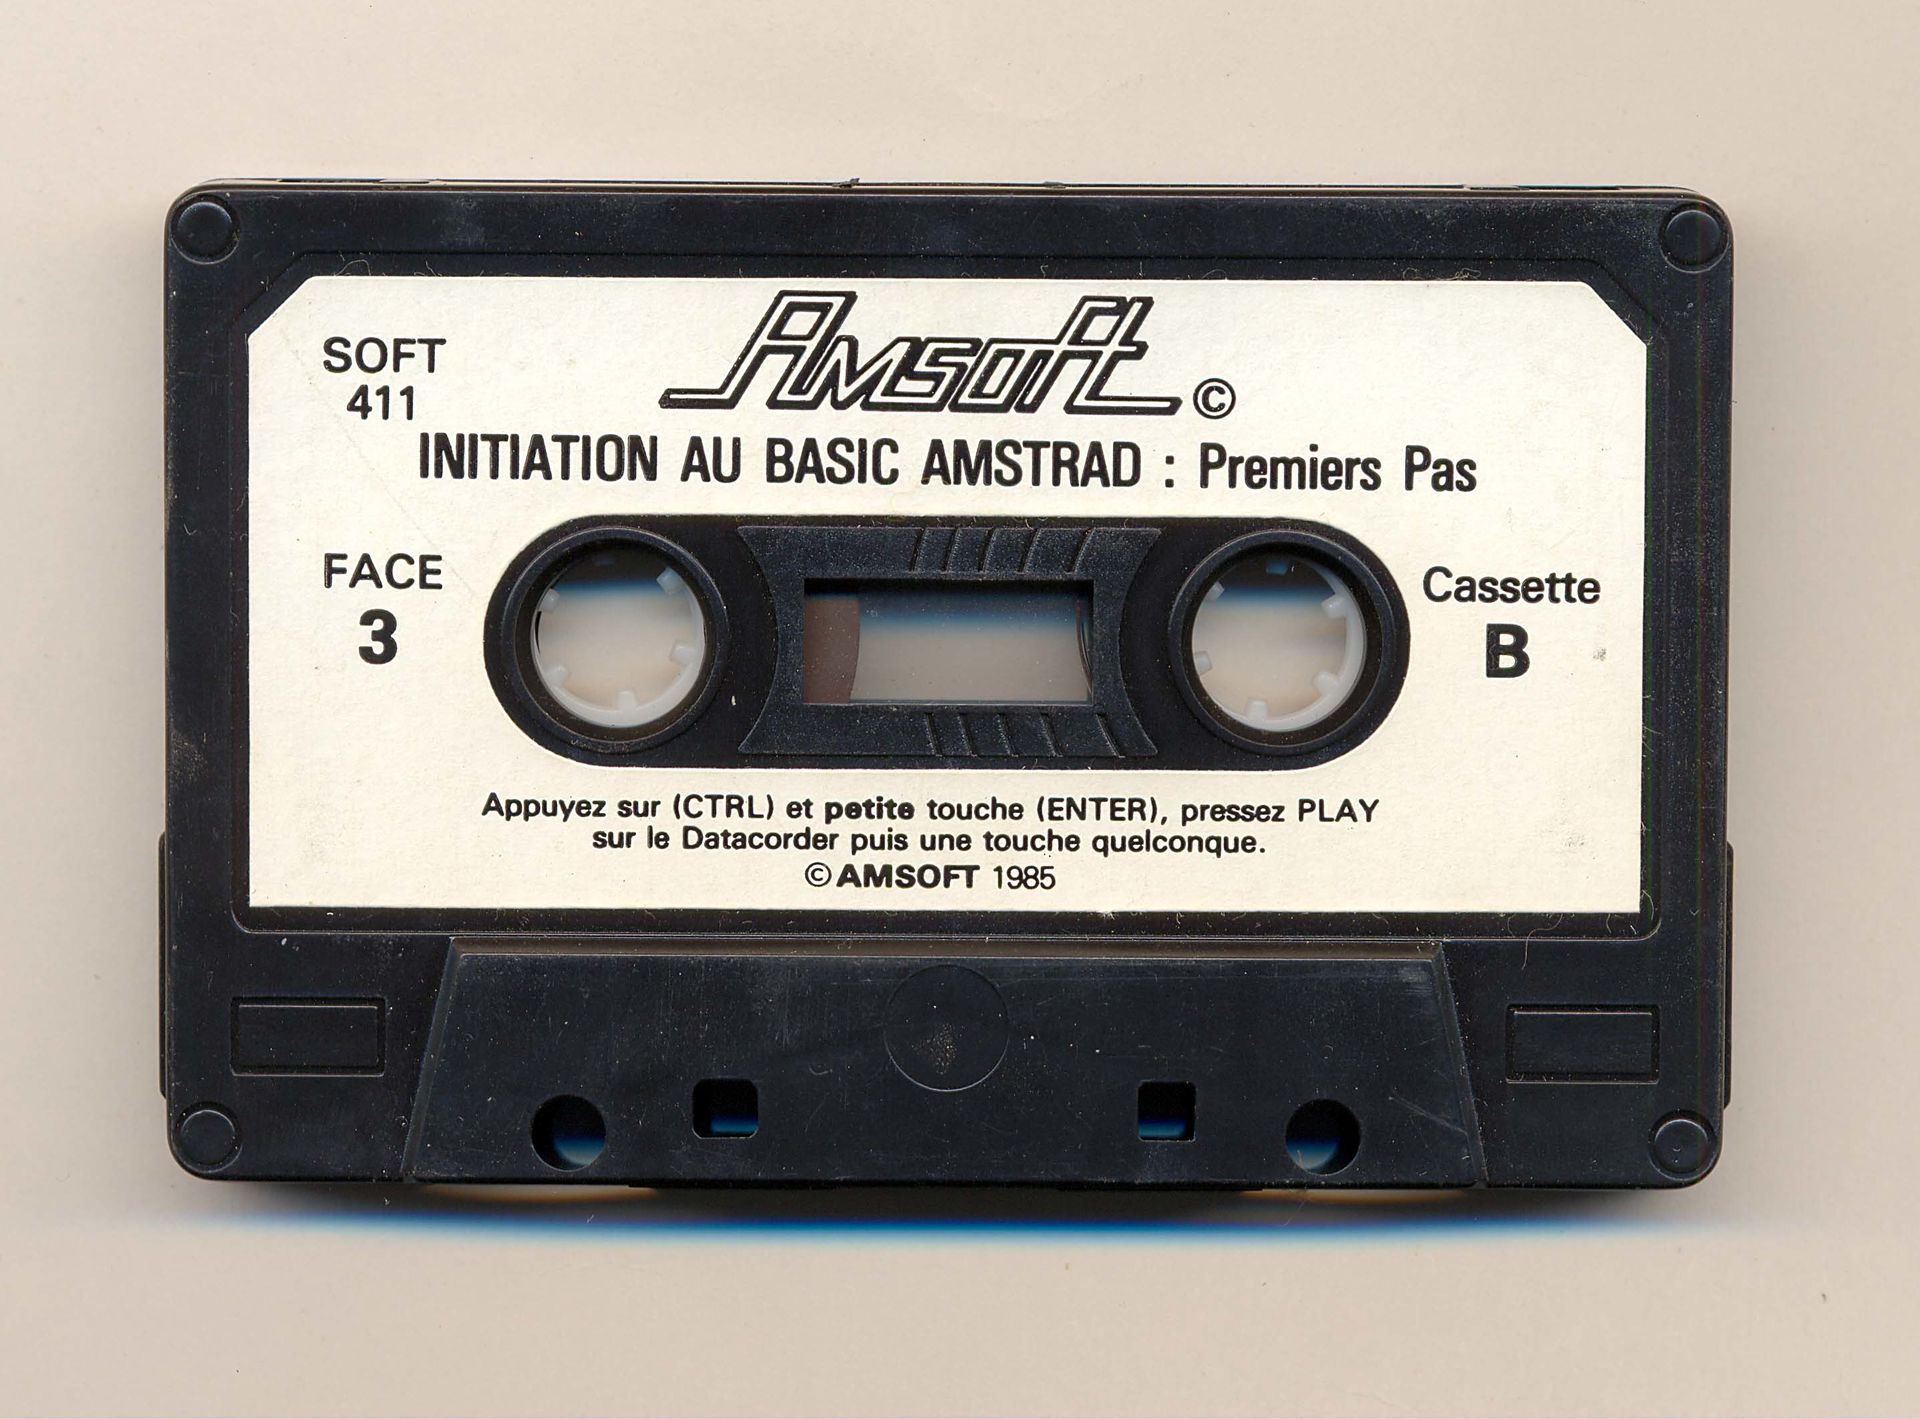 Amsoft ©
SOFT
411
INITIATION AU BASIC AMSTRAD : Premiers Pas
FACE
3
Cassette
B
Appuyez sur (CTRL) et petite touche (ENTER), pressez PLAY
sur le Datacorder puis une touche quelconque.
© AMSOFT 1985